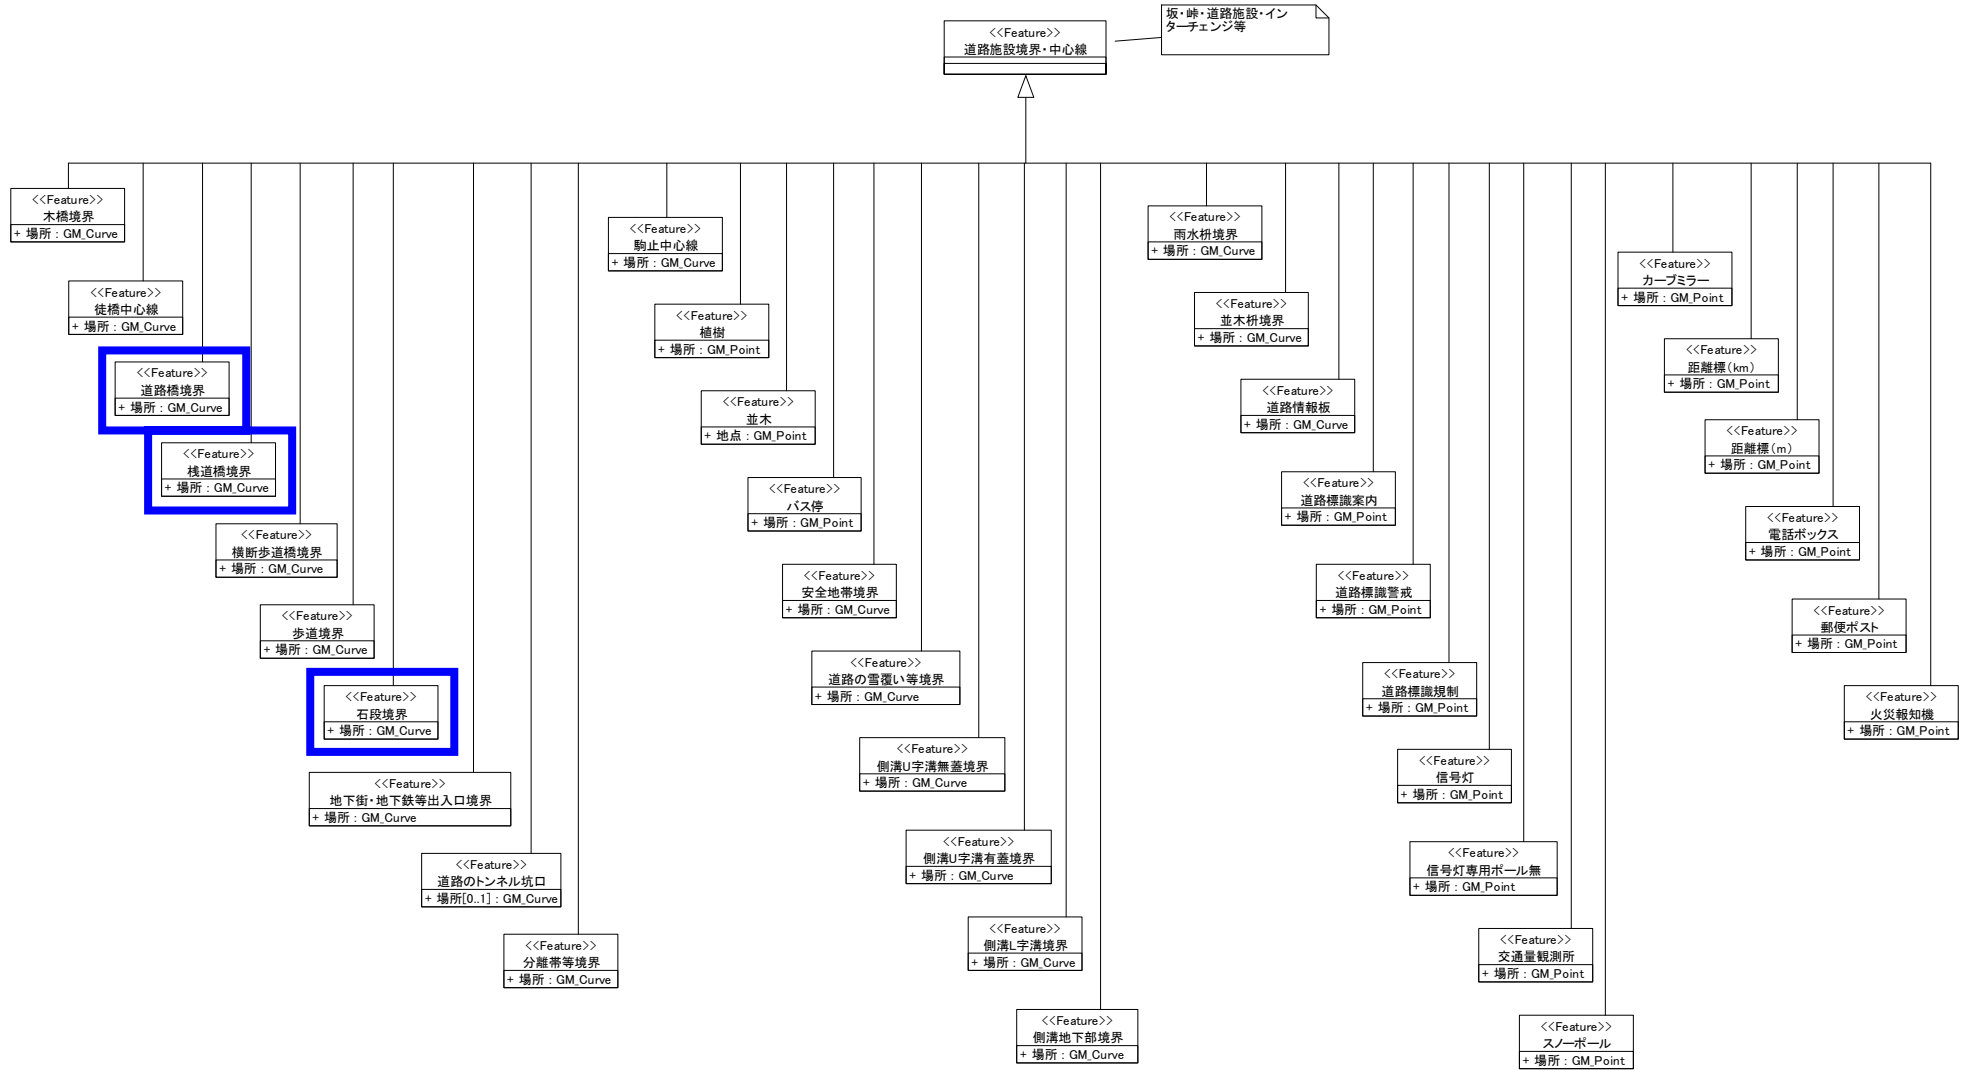 <<Feature>>
道路施設境界・中心線
坂・峠・道路施設・イン
ターチェンジ等
<<Feature>>
木橋境界
+ 場所 : GM_Curve
<<Feature>>
徒橋中心線
+ 場所 : GM_Curve
<<Feature>>
道路橋境界
+ 場所 : GM_Curve
<<Feature>>
桟道橋境界
+ 場所 : GM_Curve
<<Feature>>
横断歩道橋境界
+ 場所 : GM_Curve
<<Feature>>
歩道境界
+ 場所 : GM_Curve
<<Feature>>
石段境界
+ 場所 : GM_Curve
<<Feature>>
地下街・地下鉄等出入口境界
+ 場所 : GM_Curve
<<Feature>>
道路のトンネル坑口
+ 場所[0..1] : GM_Curve
<<Feature>>
分離帯等境界
+ 場所 : GM_Curve
<<Feature>>
駒止中心線
+ 場所 : GM_Curve
<<Feature>>
植樹
+ 場所 : GM_Point
<<Feature>>
並木
+ 地点 : GM_Point
<<Feature>>
バス停
+ 場所 : GM_Point
<<Feature>>
安全地帯境界
+ 場所 : GM_Curve
<<Feature>>
道路の雪覆い等境界
+ 場所 : GM_Curve
<<Feature>>
側溝U字溝無蓋境界
+ 場所 : GM_Curve
<<Feature>>
側溝U字溝有蓋境界
+ 場所 : GM_Curve
<<Feature>>
側溝L字溝境界
+ 場所 : GM_Curve
<<Feature>>
側溝地下部境界
+ 場所 : GM_Curve
<<Feature>>
雨水枡境界
+ 場所 : GM_Curve
<<Feature>>
並木枡境界
+ 場所 : GM_Curve
<<Feature>>
道路情報板
+ 場所 : GM_Curve
<<Feature>>
道路標識案内
+ 場所 : GM_Point
<<Feature>>
道路標識警戒
+ 場所 : GM_Point
<<Feature>>
道路標識規制
+ 場所 : GM_Point
<<Feature>>
信号灯
+ 場所 : GM_Point
<<Feature>>
信号灯専用ポール無
+ 場所 : GM_Point
<<Feature>>
交通量観測所
+ 場所 : GM_Point
<<Feature>>
スノーポール
+ 場所 : GM_Point
<<Feature>>
カーブミラー
+ 場所 : GM_Point
<<Feature>>
距離標(km)
+ 場所 : GM_Point
<<Feature>>
距離標(m)
+ 場所 : GM_Point
<<Feature>>
電話ボックス
+ 場所 : GM_Point
<<Feature>>
郵便ポスト
+ 場所 : GM_Point
<<Feature>>
火災報知機
+ 場所 : GM_Point